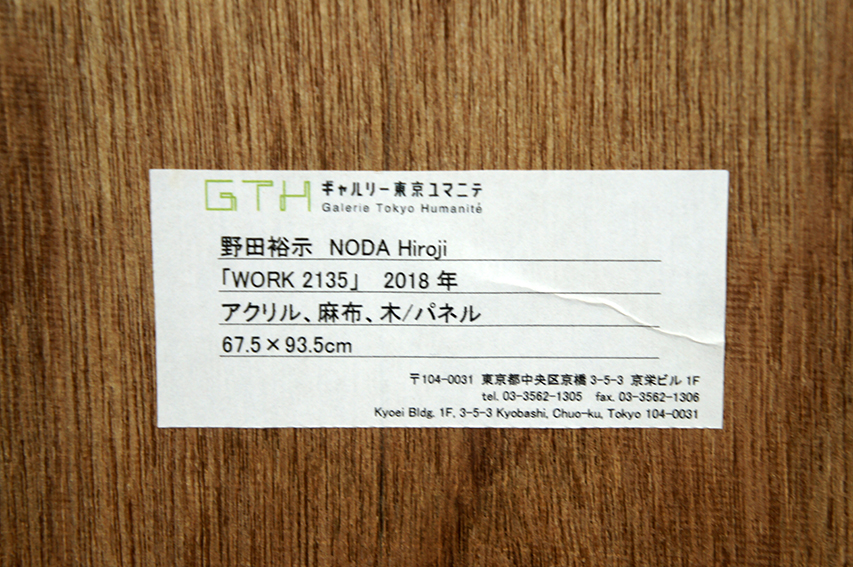 GTH ギャルリー東京ユマニテ
Galerie Tokyo Humanité
野田裕示 NODA Hiroji
「WORK 2135」 2018 年
アクリル、麻布、木/パネル
67.5×93.5cm
〒104-0031 東京都中央区京橋 3-5-3 京栄ビル 1F
tel. 03-3562-1305 fax. 03-3562-1306
Kyoei Bldg. 1F, 3-5-3 Kyobashi, Chuo-ku, Tokyo 104-0031